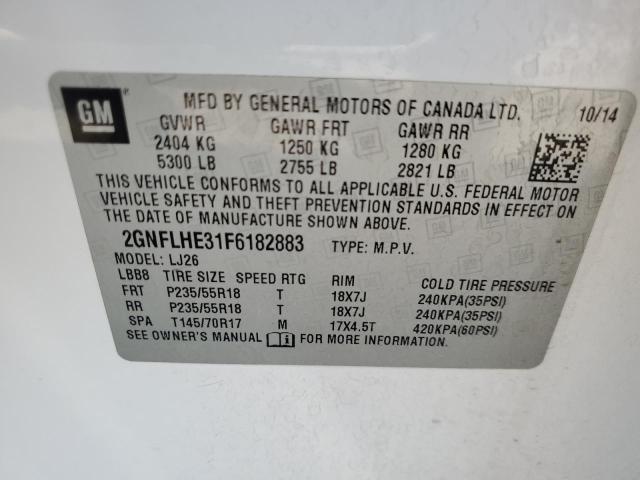 GM
MFD BY GENERAL MOTORS OF CANADA LTD. 10/14
GVWR GAWR FRT GAWR RR
2404 KG 1250 KG 1280 KG
5300 LB 2755 LB 2821 LB
THIS VEHICLE CONFORMS TO ALL APPLICABLE U.S. FEDERAL MOTOR
VEHICLE SAFETY AND THEFT PREVENTION STANDARDS IN EFFECT ON
THE DATE OF MANUFACTURE SHOWN ABOVE.
2GNFLHE31F6182883 TYPE: M.P.V.
MODEL: LJ26
LBB8 TIRE SIZE SPEED RTG RIM COLD TIRE PRESSURE
FRT P235/55R18 T 18X7J 240KPA(35PSI)
RR P235/55R18 T 18X7J 240KPA(35PSI)
SPA T145/70R17 M 17X4.5T 420KPA(60PSI)
SEE OWNER'S MANUAL FOR MORE INFORMATION.